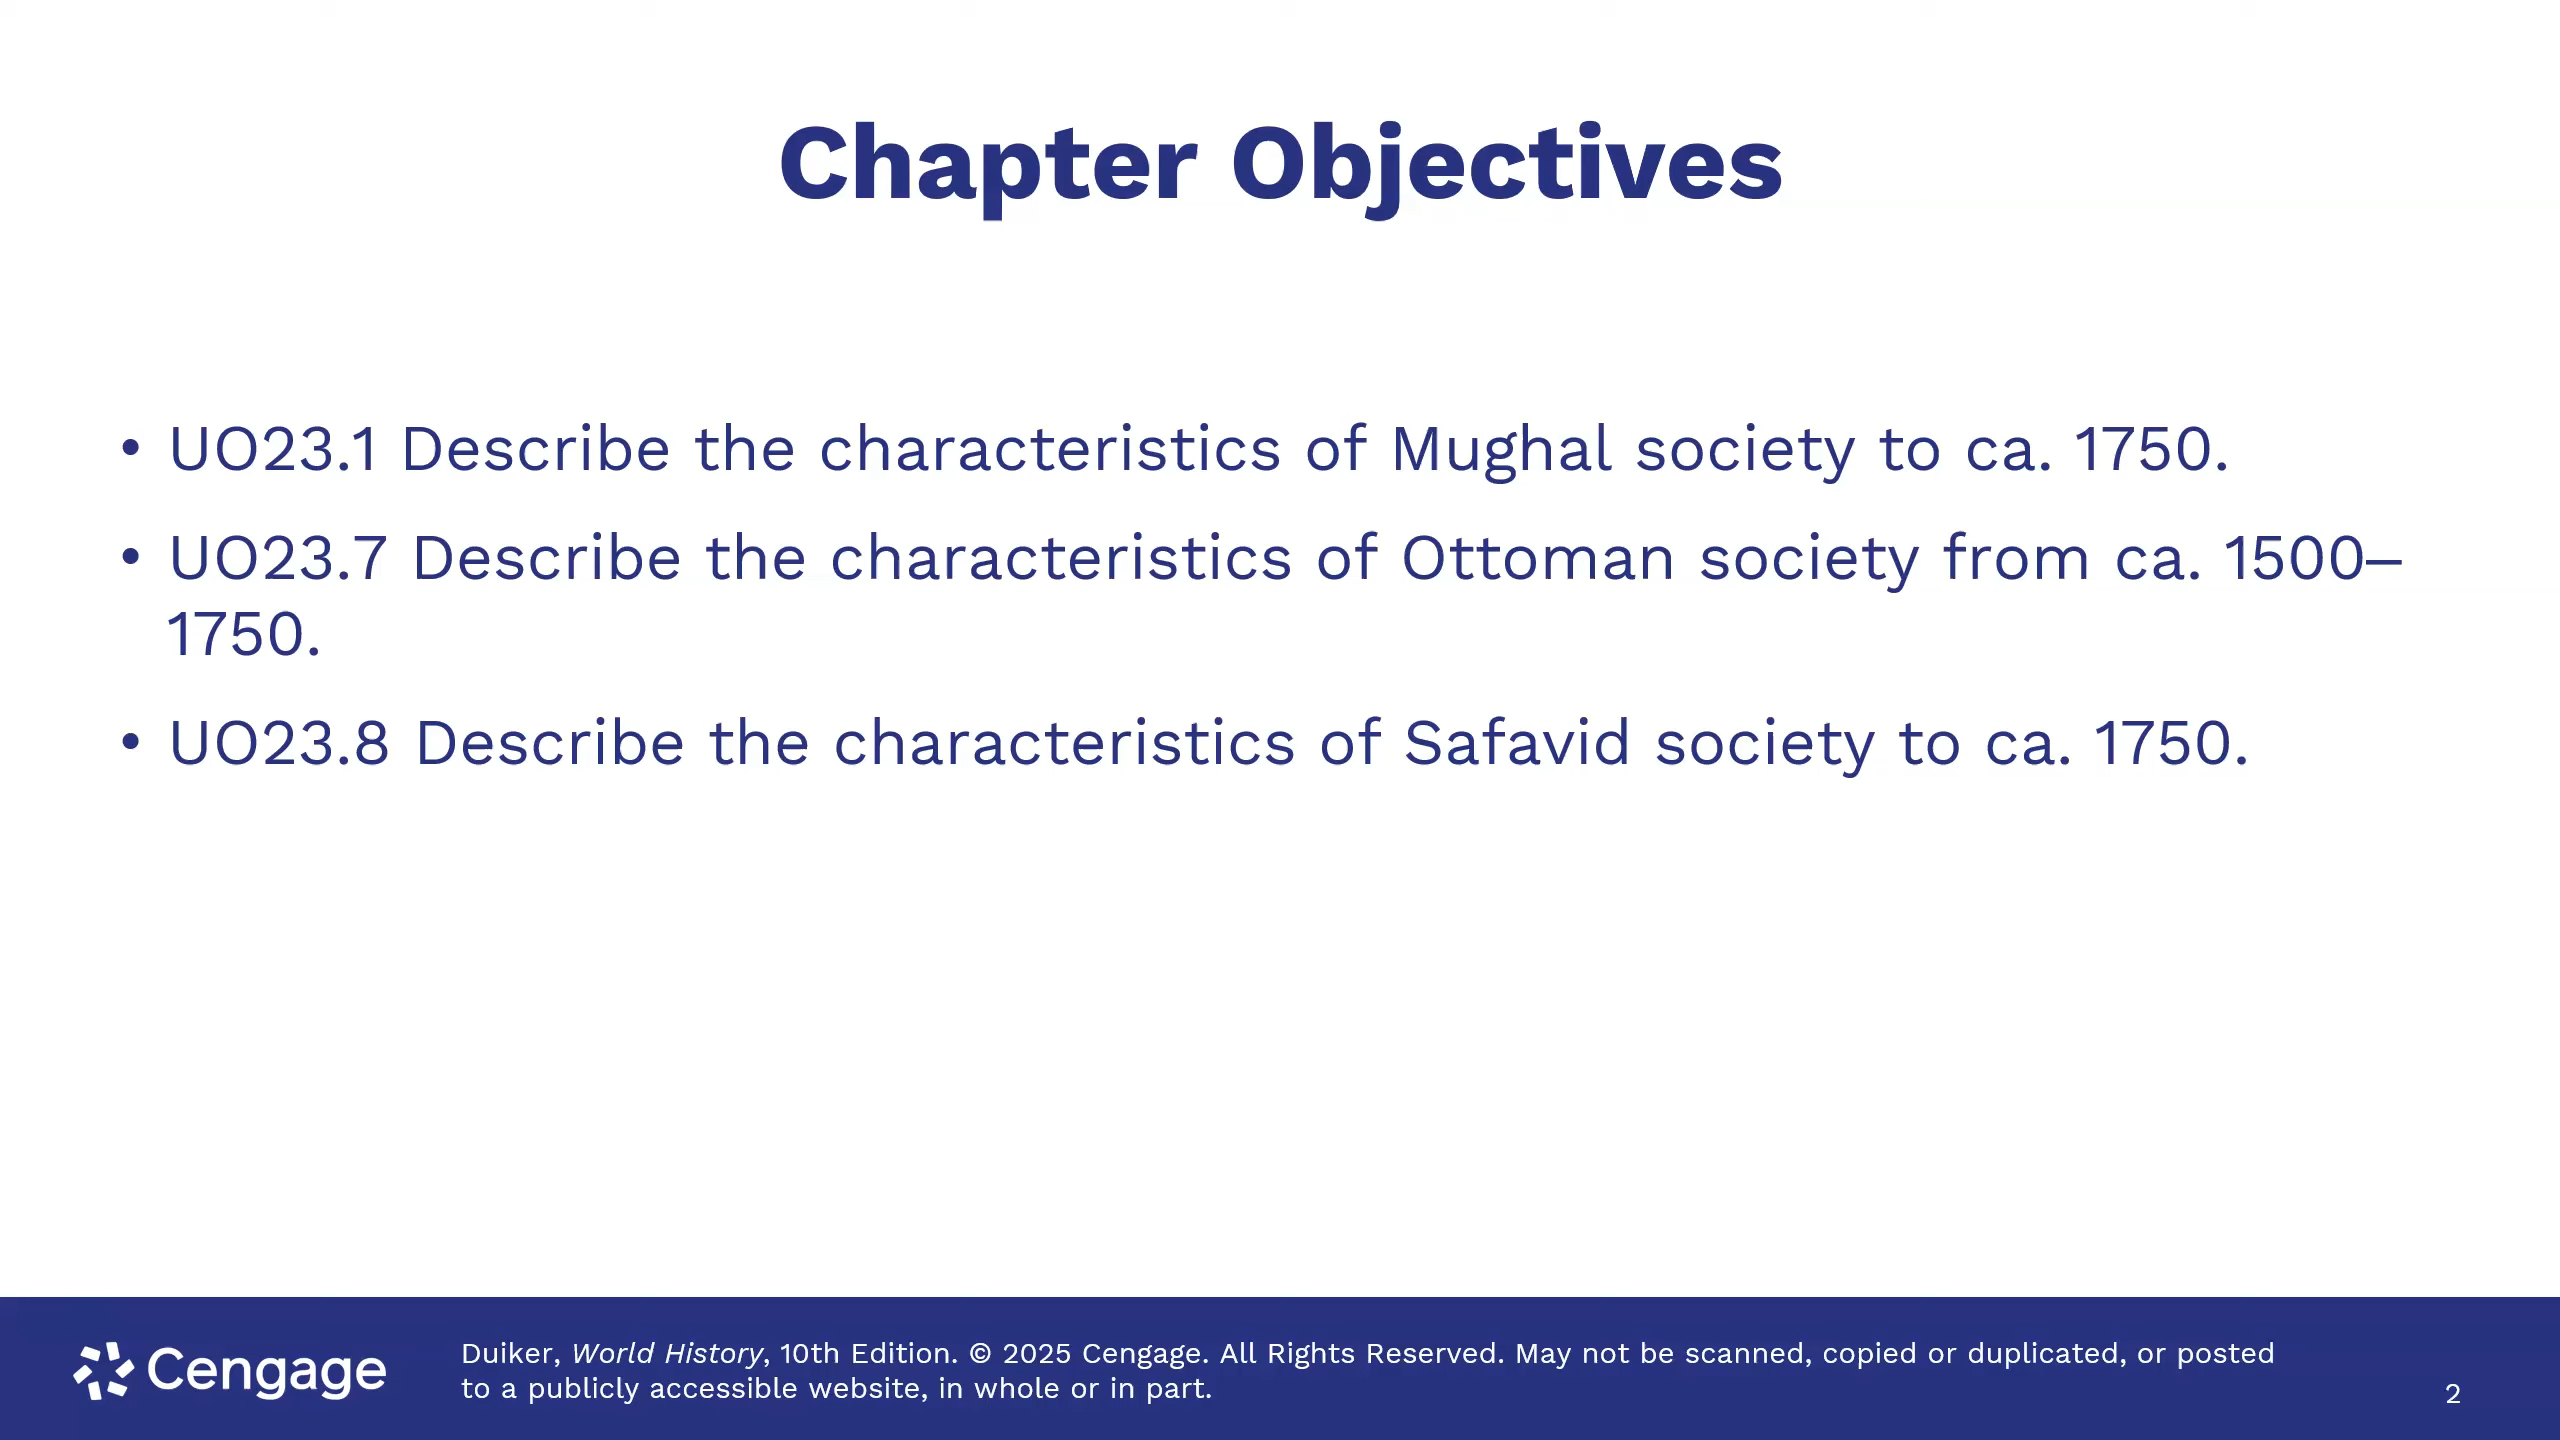 Chapter Objectives
• UO23.1 Describe the characteristics of Mughal society to ca. 1750.
• UO23.7 Describe the characteristics of Ottoman society from ca. 1500–
1750.
• UO23.8 Describe the characteristics of Safavid society to ca. 1750.
Cengage
Duiker, World History, 10th Edition. © 2025 Cengage. All Rights Reserved. May not be scanned, copied or duplicated, or posted
to a publicly accessible website, in whole or in part.
2